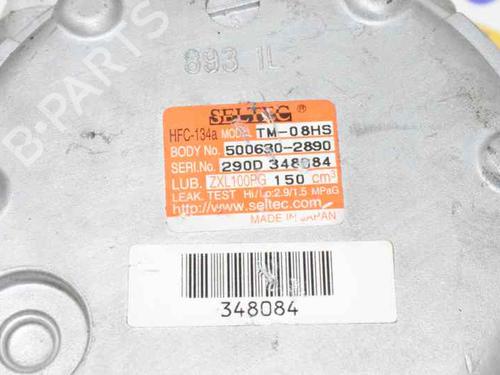 893 1L
SELTEC ®
HFC-134a MODEL TM-08HS
BODY No. 500630-2890
SERI.No. 290D 348084
LUB. ZXL100PG 150 cm³
LEAK TEST Hi/Lo:2.9/1.5 MPaG
http://www.seltec.com
MADE IN JAPAN
348084
B-PARTS